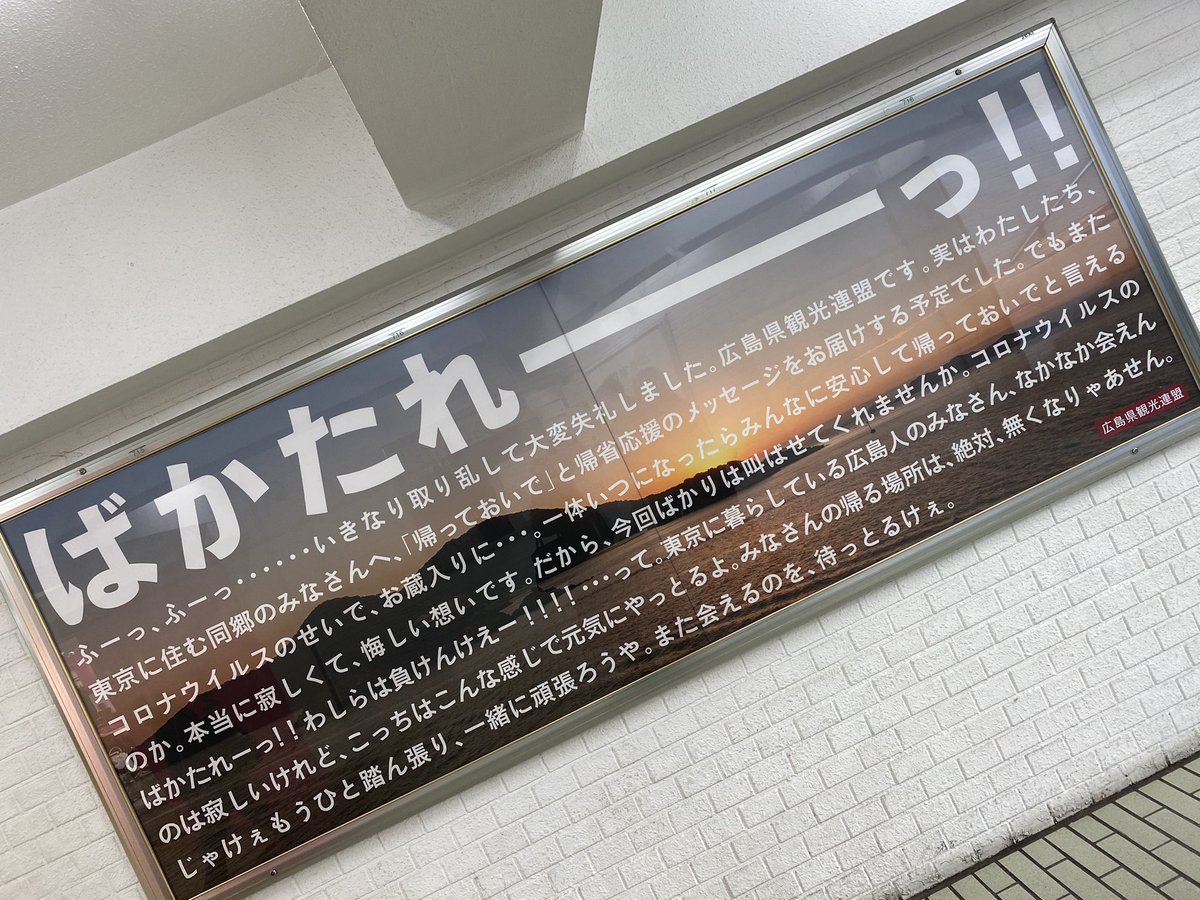 ばかたれーーーーっ!!
ふーっ、ふーっ・・・・・・いきなり取り乱して大変失礼しました。広島県観光連盟です。実はわたしたち、
東京に住む同郷のみなさんへ、「帰っておいで」と帰省応援のメッセージをお届けする予定でした。でもまた
コロナウイルスのせいで、お蔵入りに・・・。一体いつになったらみんなに安心して帰っておいでと言える
のか。本当に寂しくて、悔しい想いです。だから、今回ばかりは叫ばせてくれませんか。コロナウイルスの
ばかたれーっ!!わしらは負けんけえー!!!!・・・って。東京に暮らしている広島人のみなさん、なかなか会えん
のは寂しいけれど、こっちはこんな感じで元気にやっとるよ。みなさんの帰る場所は、絶対、無くなりゃあせん。
じゃけぇもうひと踏ん張り、一緒に頑張ろうや。また会えるのを、待っとるけぇ。
広島県観光連盟